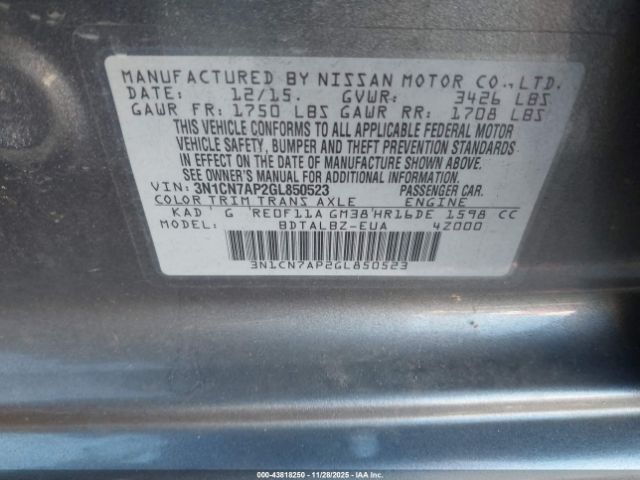 MANUFACTURED BY NISSAN MOTOR CO., LTD.
DATE: 12/15. GVWR: 3426 LBS
GAWR FR: 1750 LBS GAWR RR: 1708 LBS
THIS VEHICLE CONFORMS TO ALL APPLICABLE FEDERAL MOTOR
VEHICLE SAFETY, BUMPER AND THEFT PREVENTION STANDARDS
IN EFFECT ON THE DATE OF MANUFACTURE SHOWN ABOVE.
SEE OWNER'S MANUAL FOR ADDITIONAL INFORMATION.
VIN: 3N1CN7AP2GL850523 PASSENGER CAR.
COLOR TRIM TRANS AXLE ENGINE
KAD ' G 'RE0F11A GM38'HR16DE 1598 CC
MODEL: BDTALBZ-EUA 4Z000
3N1CN7AP2GL850523
000-43818250 | 11/28/2025 | IAA Inc.